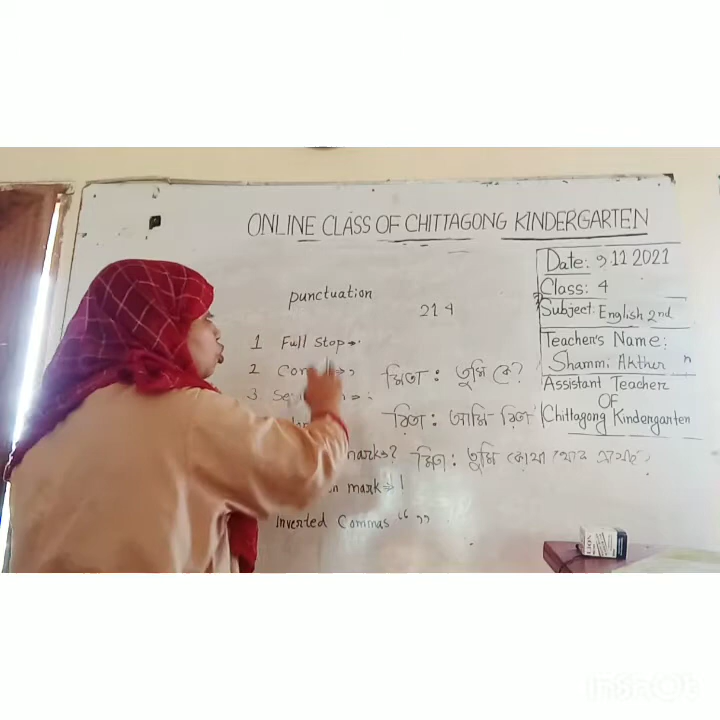 ONLINE CLASS OF CHITTAGONG KINDERGARTEN
Date: 9 11 2021
Class: 4
Subject: English 2nd
Teacher's Name:
Shammi Akther
Assistant Teacher
OF
Chittagong Kindergarten
punctuation
214
1 Full Stop → .
2 → ,
3
marks ?
mark → !
Inverted Commas “ ”
মিতা : তুমি কে?
রিতা : আমি রিতা
মিতা : তুমি কোথা থেকে